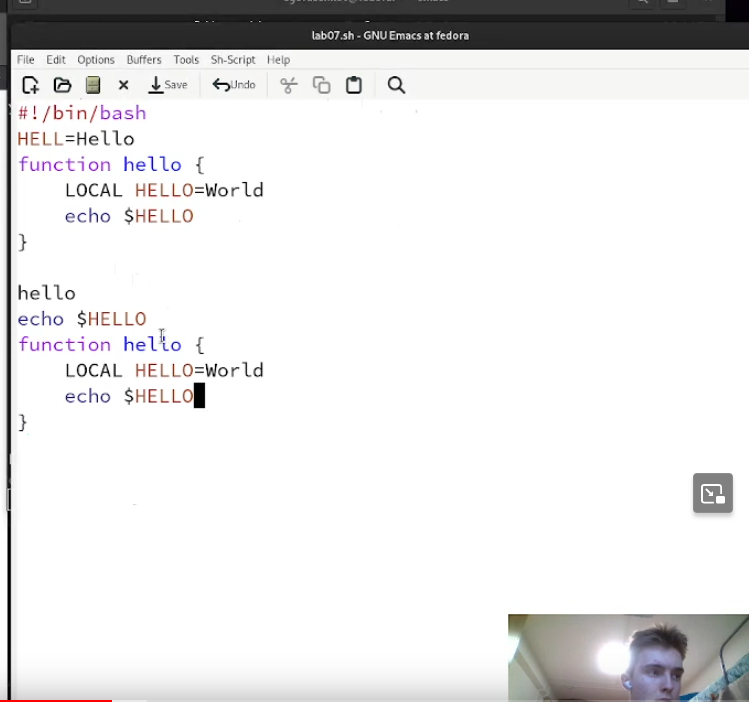 lab07.sh - GNU Emacs at fedora
File Edit Options Buffers Tools Sh-Script Help
Save Undo
#!/bin/bash
HELL=Hello
function hello {
LOCAL HELLO=World
echo $HELLO
}
hello
echo $HELLO
function hello {
LOCAL HELLO=World
echo $HELLO
}